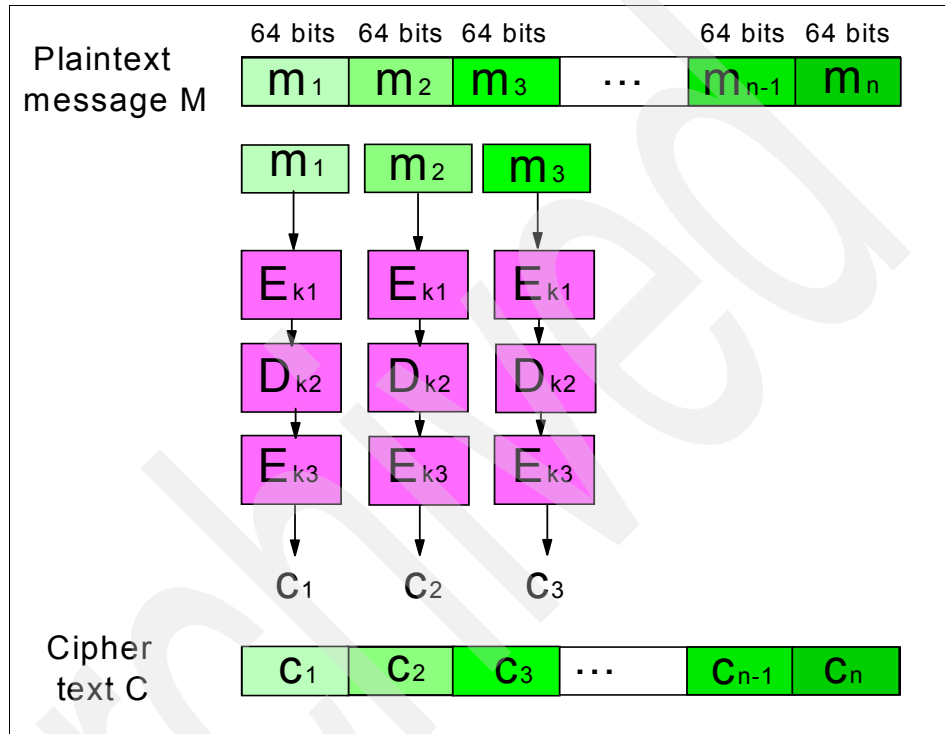 64 bits 64 bits 64 bits 64 bits 64 bits
Plaintext message M
m1 m2 m3 ... mn-1 mn
m1 m2 m3
Ek1 Ek1 Ek1
Dk2 Dk2 Dk2
Ek3 Ek3 Ek3
c1 c2 c3
Cipher text C
c1 c2 c3 ... cn-1 cn